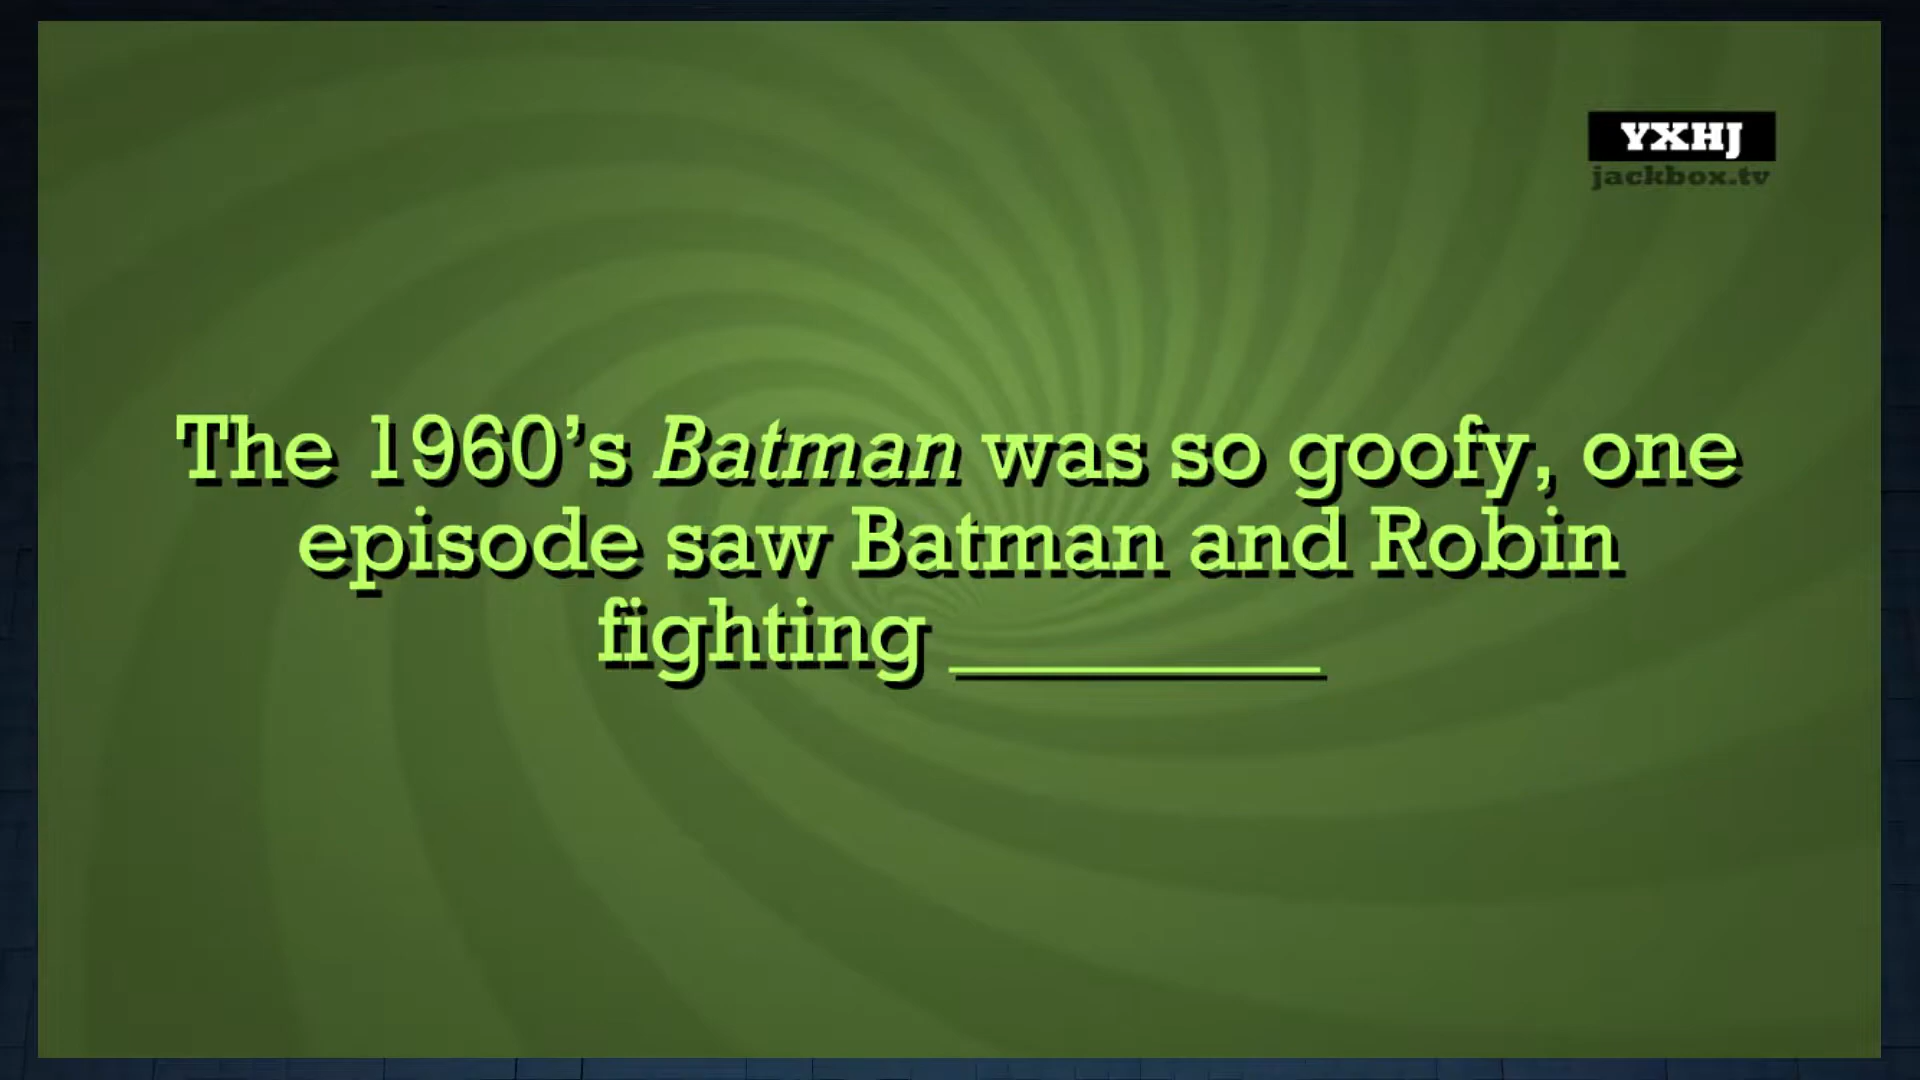 YXHJ
jackbox.tv
The 1960’s Batman was so goofy, one
episode saw Batman and Robin
fighting ________